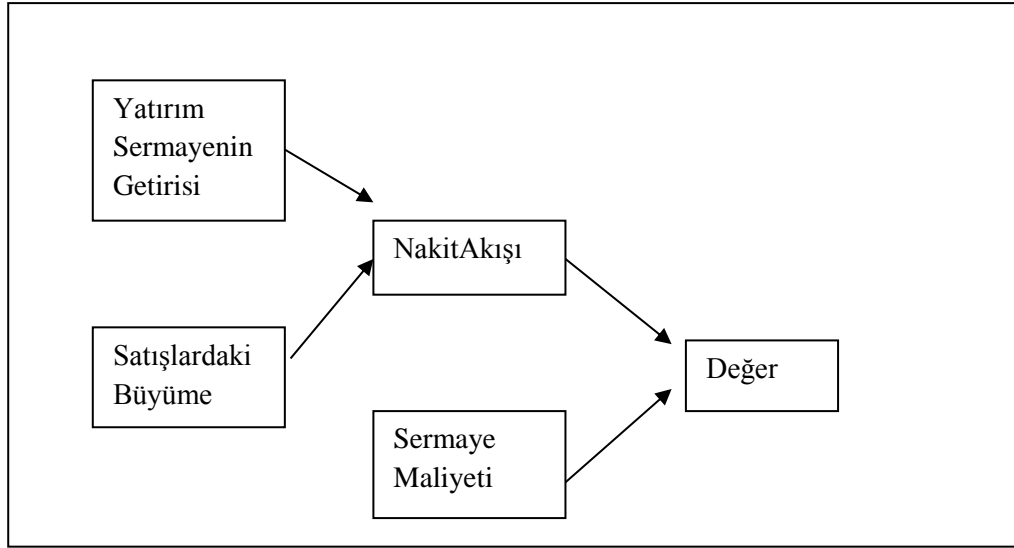 Yatırım
Sermayenin
Getirisi
NakitAkışı
Satışlardaki
Büyüme
Değer
Sermaye
Maliyeti